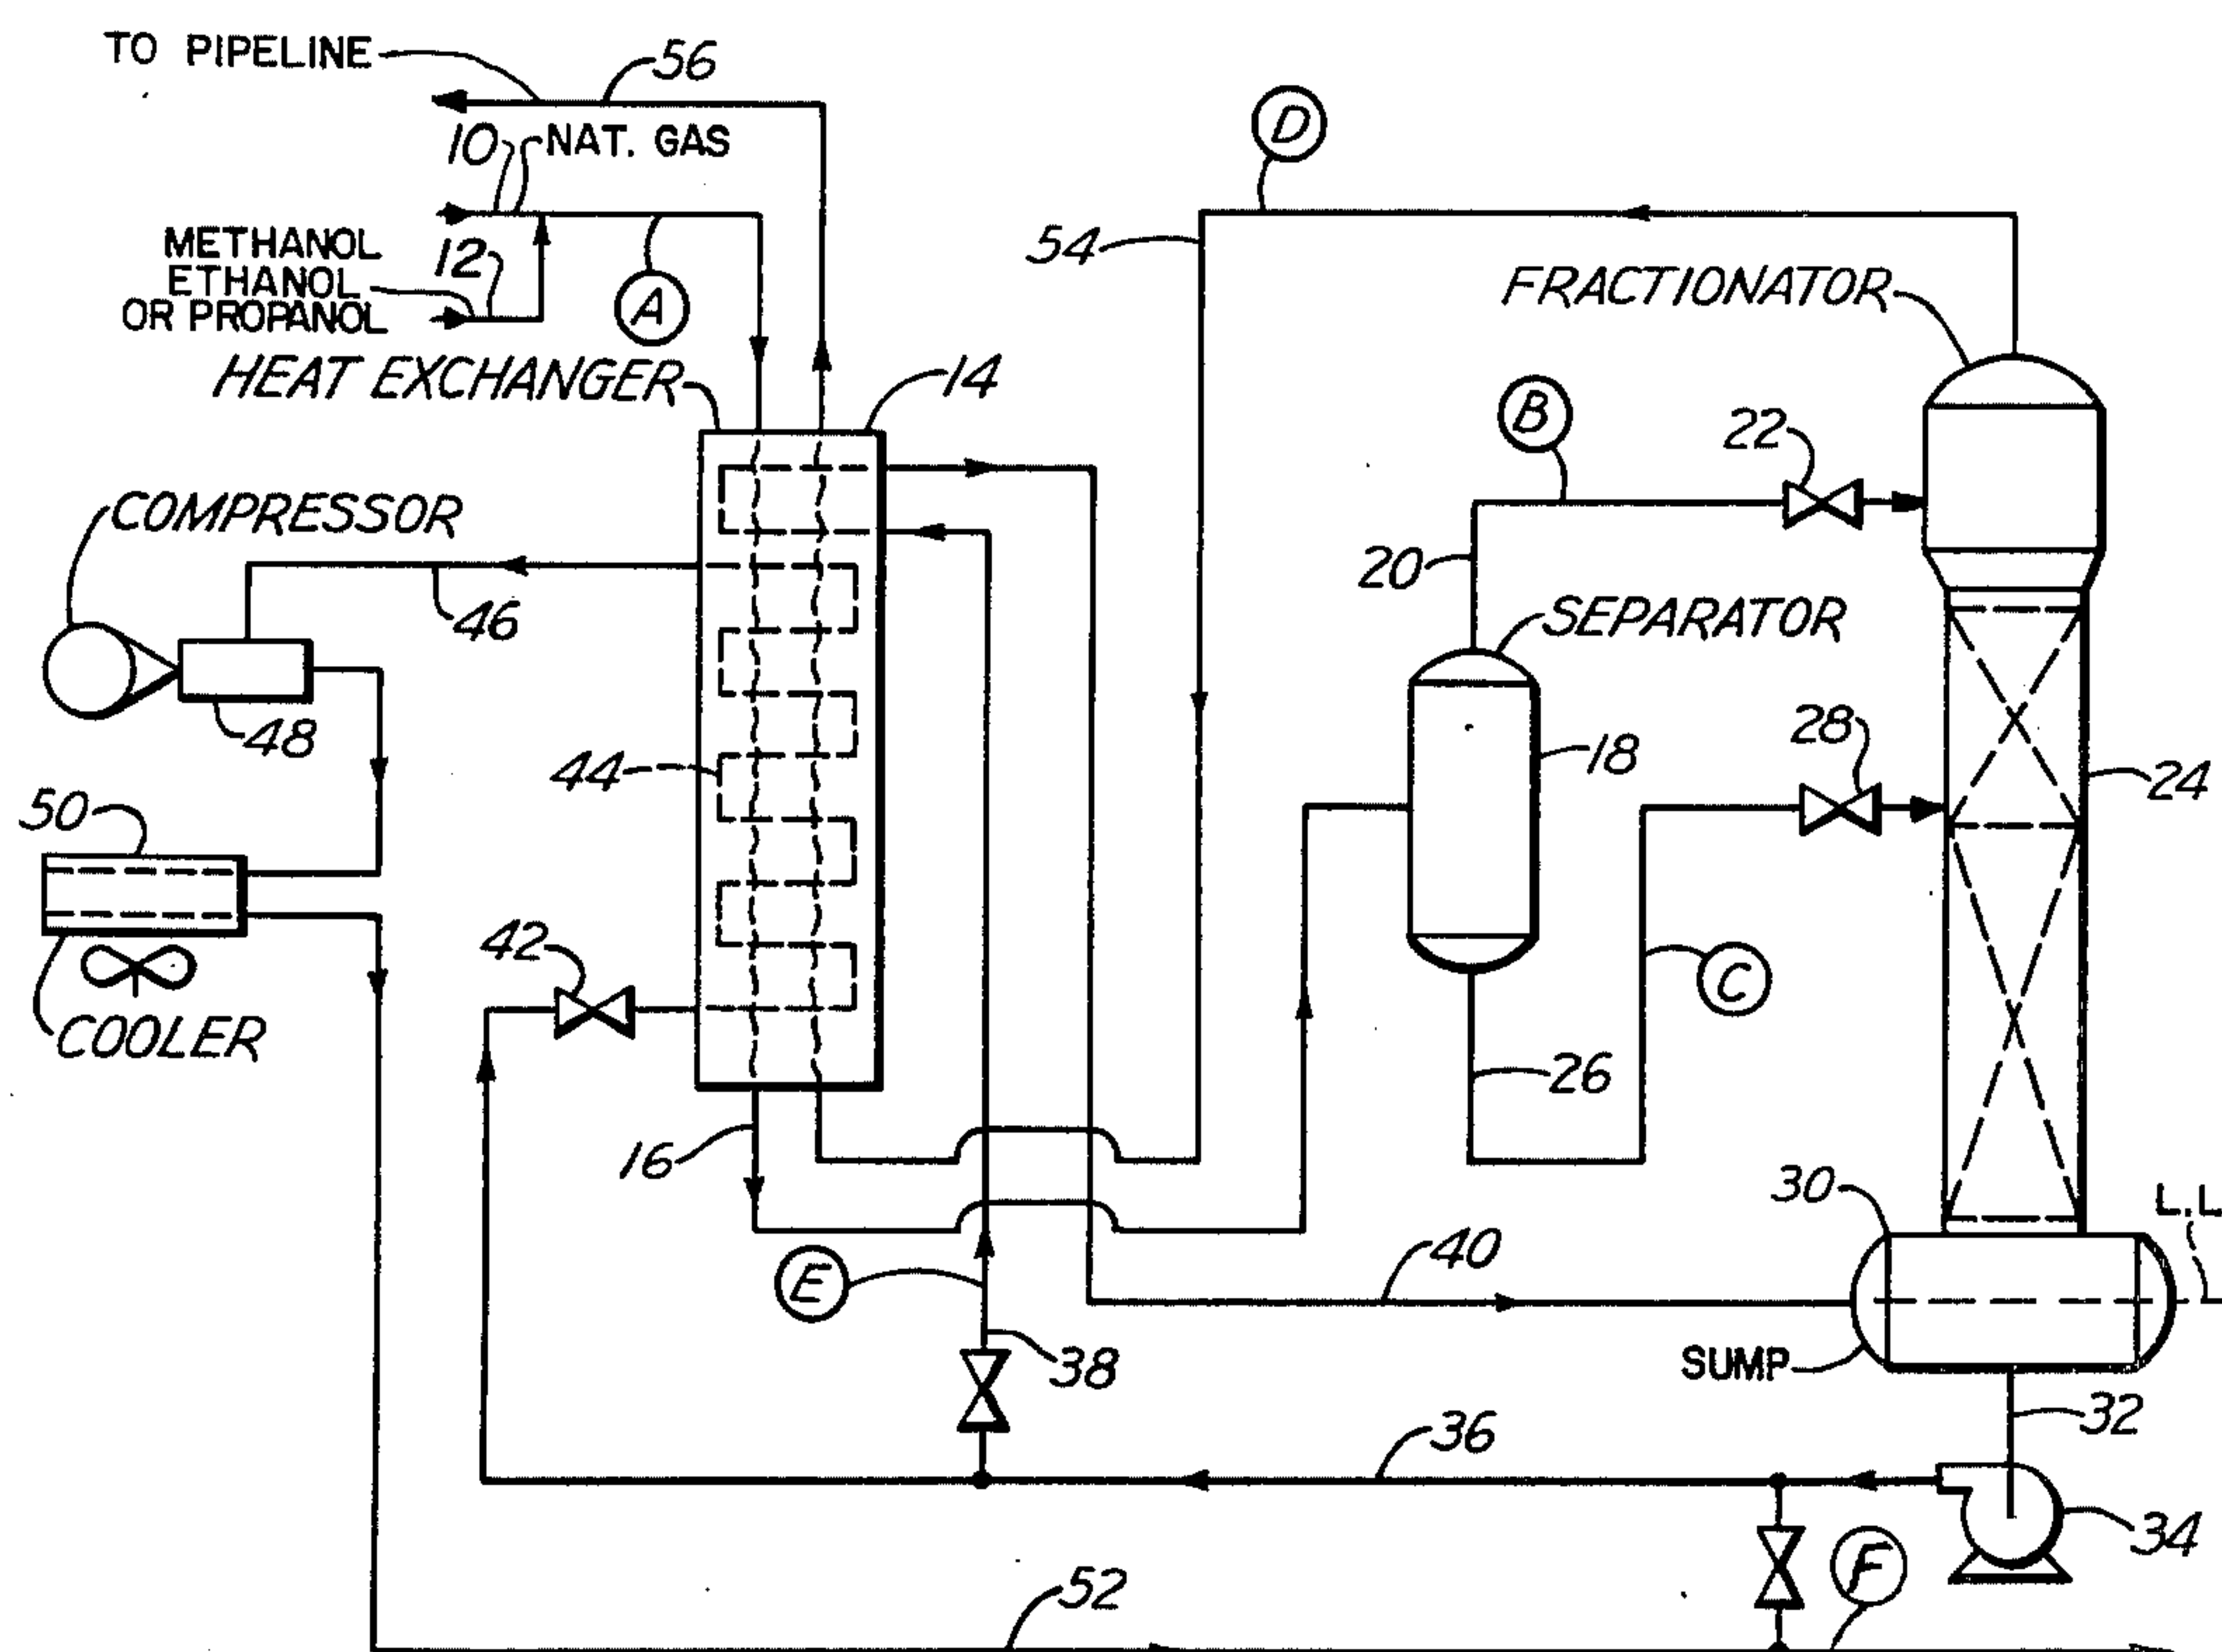 TO PIPELINE
56
10
NAT. GAS
D
METHANOL
ETHANOL
OR PROPANOL
12
A
54
FRACTIONATOR
HEAT EXCHANGER
14
B
22
COMPRESSOR
20
46
SEPARATOR
48
44
18
28
24
50
42
C
COOLER
26
16
30
L.L
E
40
38
SUMP
36
32
34
52
F